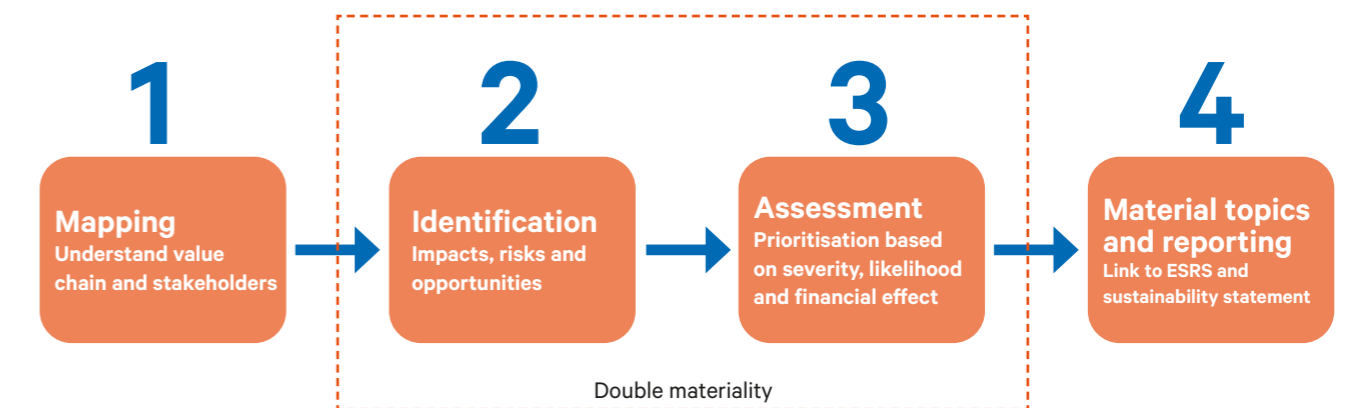 1
Mapping
Understand value
chain and stakeholders
2
Identification
Impacts, risks and
opportunities
3
Assessment
Prioritisation based
on severity, likelihood
and financial effect
4
Material topics
and reporting
Link to ESRS and
sustainability statement
Double materiality